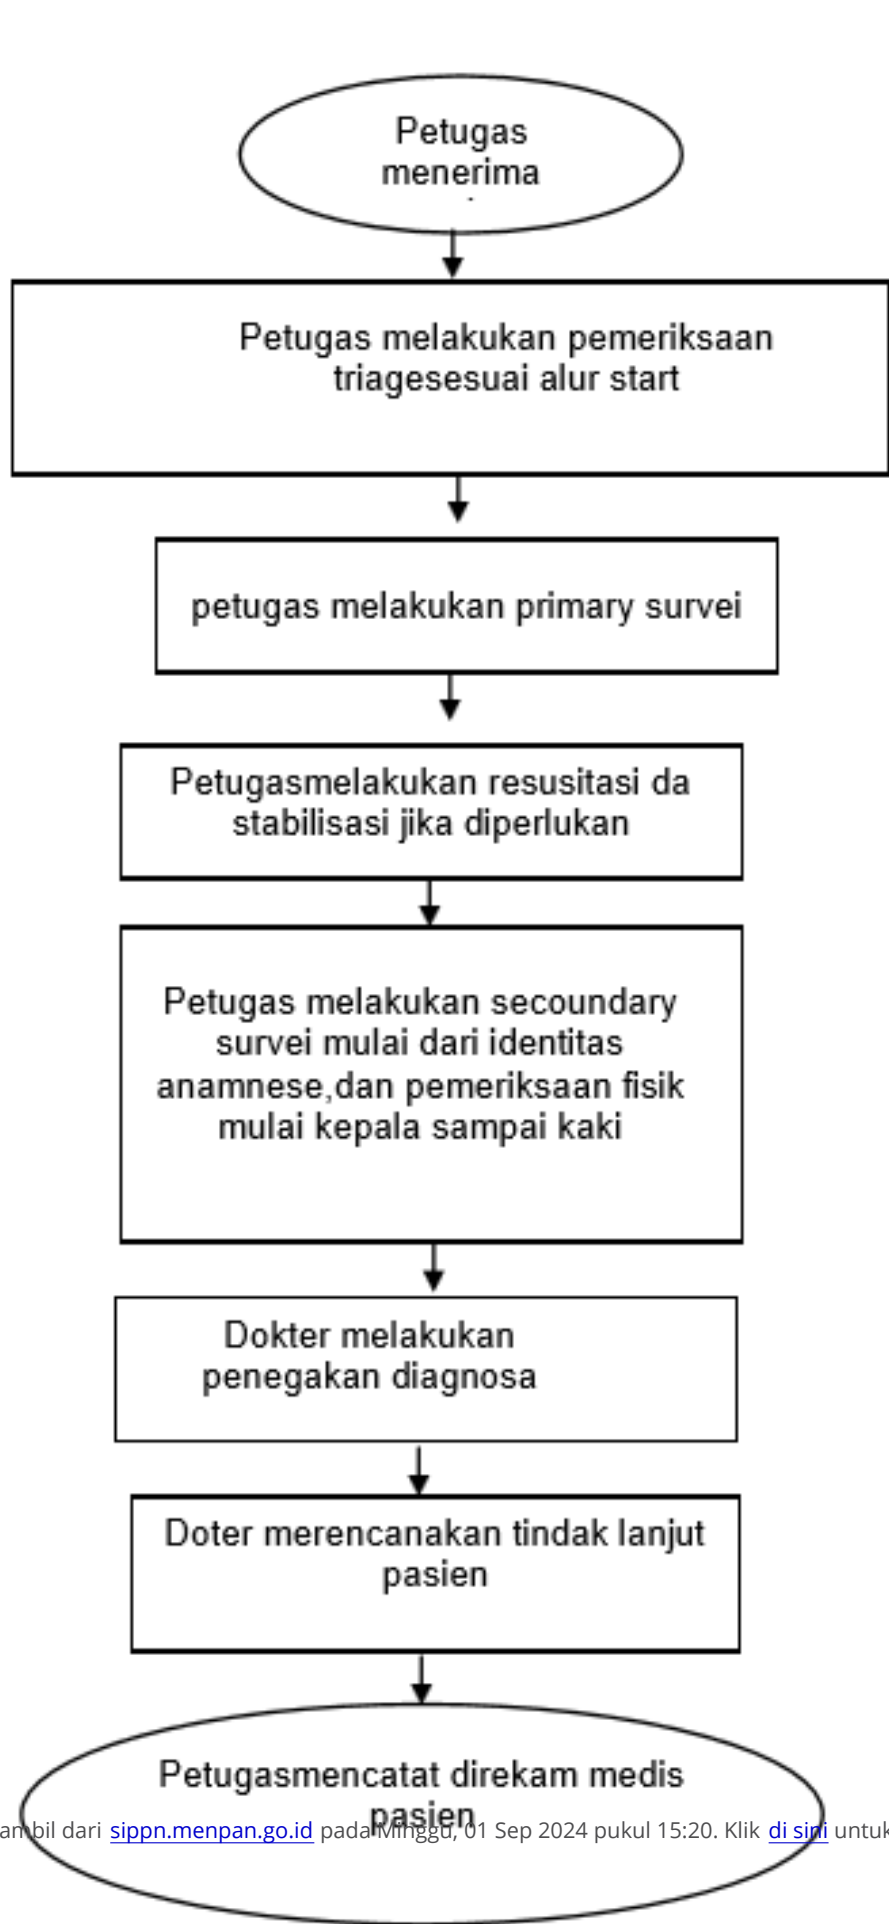 Petugas
menerima
Petugas melakukan pemeriksaan
triagesesuai alur start
petugas melakukan primary survei
Petugasmelakukan resusitasi da
stabilisasi jika diperlukan
Petugas melakukan secoundary
survei mulai dari identitas
anamnese,dan pemeriksaan fisik
mulai kepala sampai kaki
Dokter melakukan
penegakan diagnosa
Doter merencanakan tindak lanjut
pasien
Petugasmencatat direkam medis
pasien
ambil dari sippn.menpan.go.id pada Minggu, 01 Sep 2024 pukul 15:20. Klik di sini untuk